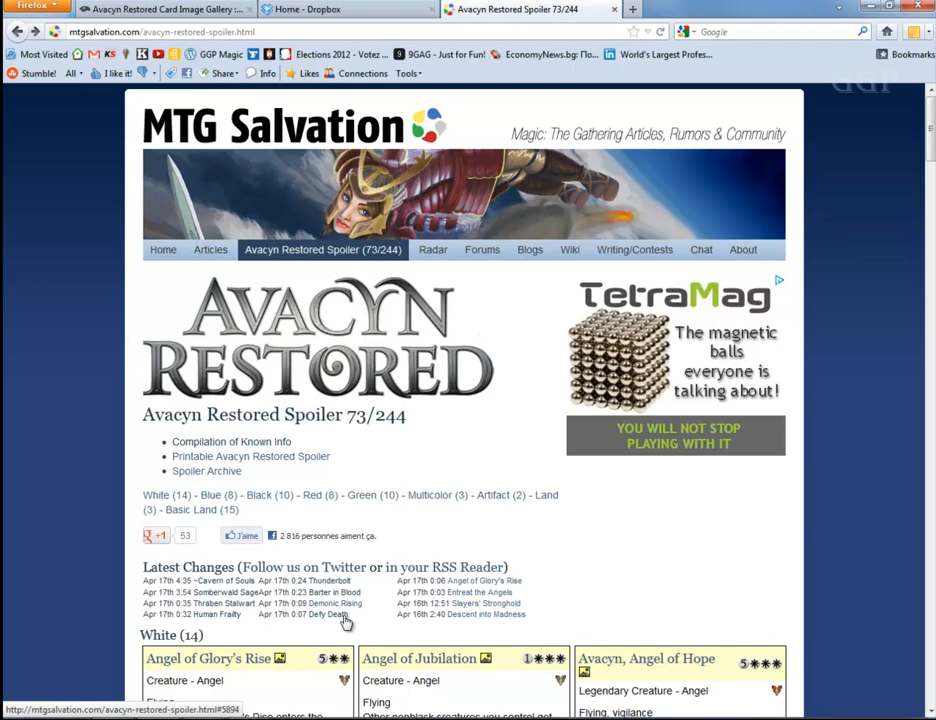 Firefox
Avacyn Restored Card Image Gallery :...
Home - Dropbox
Avacyn Restored Spoiler 73/244
mtgsalvation.com/avacyn-restored-spoiler.html
Google
Most Visited
GGP Magic
Elections 2012 - Votez ...
9GAG - Just for Fun!
EconomyNews.bg: По...
World's Largest Profes...
Bookmarks
Stumble! All I like it! Share Info Likes Connections Tools
GGP
MTG Salvation
Magic: The Gathering Articles, Rumors & Community
Home Articles Avacyn Restored Spoiler (73/244) Radar Forums Blogs Wiki Writing/Contests Chat About
AVACYN
RESTORED
TetraMag
The magnetic
balls
everyone is
talking about!
YOU WILL NOT STOP
PLAYING WITH IT
Avacyn Restored Spoiler 73/244
Compilation of Known Info
Printable Avacyn Restored Spoiler
Spoiler Archive
White (14) - Blue (8) - Black (10) - Red (8) - Green (10) - Multicolor (3) - Artifact (2) - Land
(3) - Basic Land (15)
+1 53 J'aime 2 816 personnes aiment ça.
Latest Changes (Follow us on Twitter or in your RSS Reader)
Apr 17th 4:35 ~Cavern of Souls Apr 17th 0:24 Thunderbolt Apr 17th 0:06 Angel of Glory's Rise
Apr 17th 3:54 Somberwald Sage Apr 17th 0:23 Barter in Blood Apr 17th 0:03 Entreat the Angels
Apr 17th 0:35 Thraben Stalwart Apr 17th 0:09 Demonic Rising Apr 16th 12:51 Slayers' Stronghold
Apr 17th 0:32 Human Frailty Apr 17th 0:07 Defy Death Apr 16th 2:40 Descent into Madness
White (14)
Angel of Glory's Rise 5
Creature - Angel
Flying
Angel of Jubilation 1
Creature - Angel
Flying
Other nonblack creatures you control get
Avacyn, Angel of Hope 5
Legendary Creature - Angel
Flying, vigilance
http://mtgsalvation.com/avacyn-restored-spoiler.html#5894